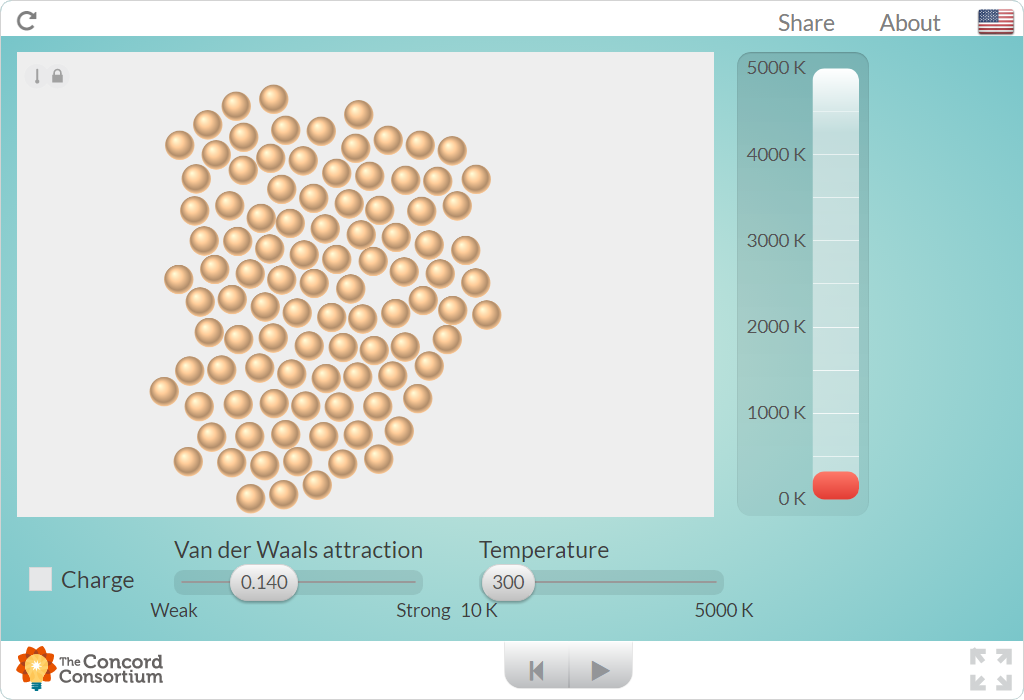 Share About
5000 K
4000 K
3000 K
2000 K
1000 K
0 K
Van der Waals attraction
Temperature
Charge
0.140
300
Weak
Strong
10 K
5000 K
The Concord
Consortium